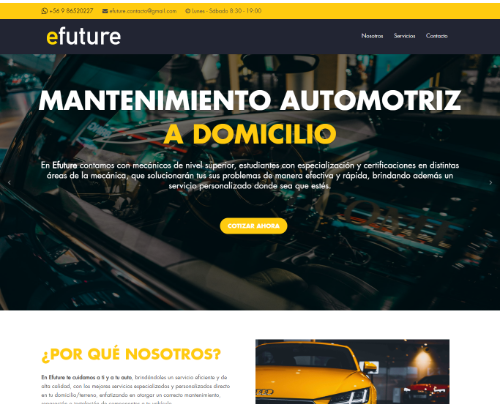 +56 9 86520227 efuture.contacto@gmail.com Lunes - Sábado 8:30 - 19:00
efuture Nosotros Servicios Contacto
MANTENIMIENTO AUTOMOTRIZ
A DOMICILIO
En Efuture contamos con mecánicos de nivel superior, estudiantes con especialización y certificaciones en distintas
áreas de la mecánica, que solucionarán tus sus problemas de manera efectiva y rápida, brindando además un
servicio personalizado donde sea que estés.
COTIZAR AHORA
¿POR QUÉ NOSOTROS?
En Efuture te cuidamos a ti y a tu auto, brindándoles un servicio eficiente y de
alta calidad, con los mejores servicios especializados y personalizados directo
en tu domicilio/terreno, enfatizando en otorgar un correcto mantenimiento,